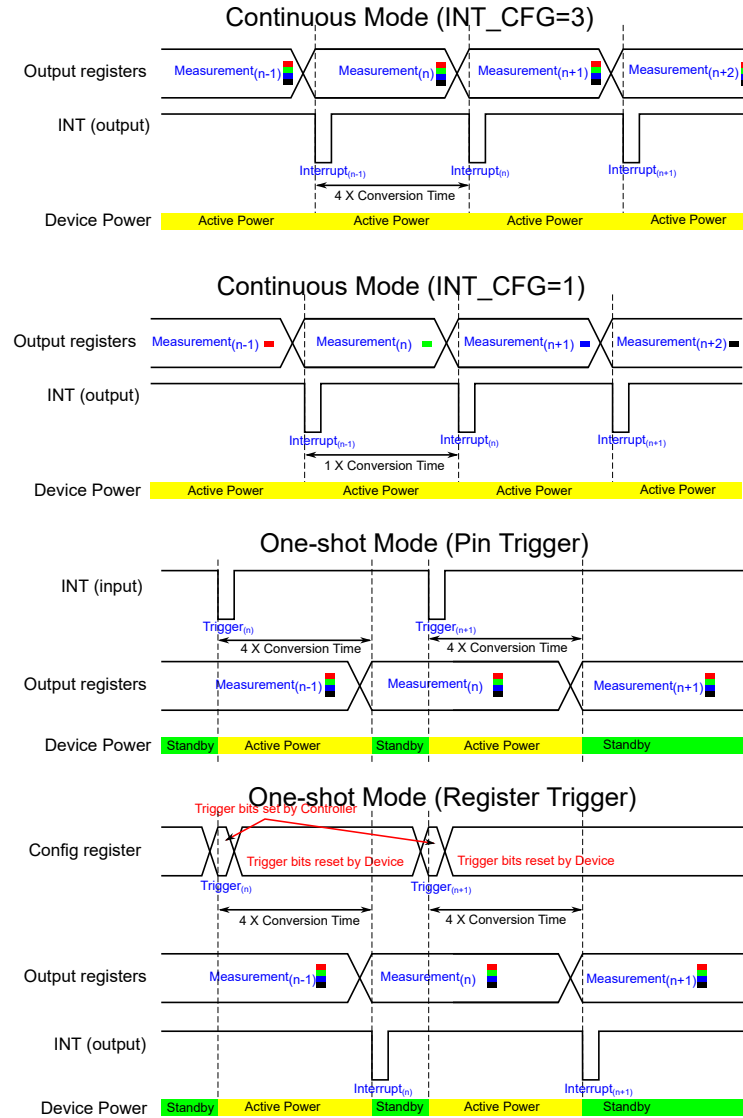 Continuous Mode (INT_CFG=3)
Output registers
Measurement(n-1) Measurement(n) Measurement(n+1) Measurement(n+2)
INT (output)
Interrupt(n-1) Interrupt(n) Interrupt(n+1)
4 X Conversion Time
Device Power Active Power Active Power Active Power Active Power
Continuous Mode (INT_CFG=1)
Output registers
Measurement(n-1) Measurement(n) Measurement(n+1) Measurement(n+2)
INT (output)
Interrupt(n-1) Interrupt(n) Interrupt(n+1)
1 X Conversion Time
Device Power Active Power Active Power Active Power Active Power
One-shot Mode (Pin Trigger)
INT (input)
Trigger(n) Trigger(n+1)
4 X Conversion Time 4 X Conversion Time
Output registers
Measurement(n-1) Measurement(n) Measurement(n+1)
Device Power Standby Active Power Standby Active Power Standby
One-shot Mode (Register Trigger)
Trigger bits set by Controller
Config register
Trigger bits reset by Device Trigger bits reset by Device
Trigger(n) Trigger(n+1)
4 X Conversion Time 4 X Conversion Time
Output registers
Measurement(n-1) Measurement(n) Measurement(n+1)
INT (output)
Interrupt(n) Interrupt(n+1)
Device Power Standby Active Power Standby Active Power Standby